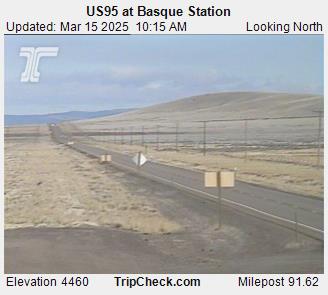 US95 at Basque Station
Updated: Mar 15 2025 10:15 AM Looking North
Elevation 4460 TripCheck.com Milepost 91.62